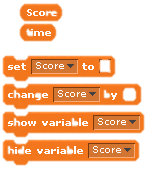 Score
time
set Score to
change Score by
show variable Score
hide variable Score